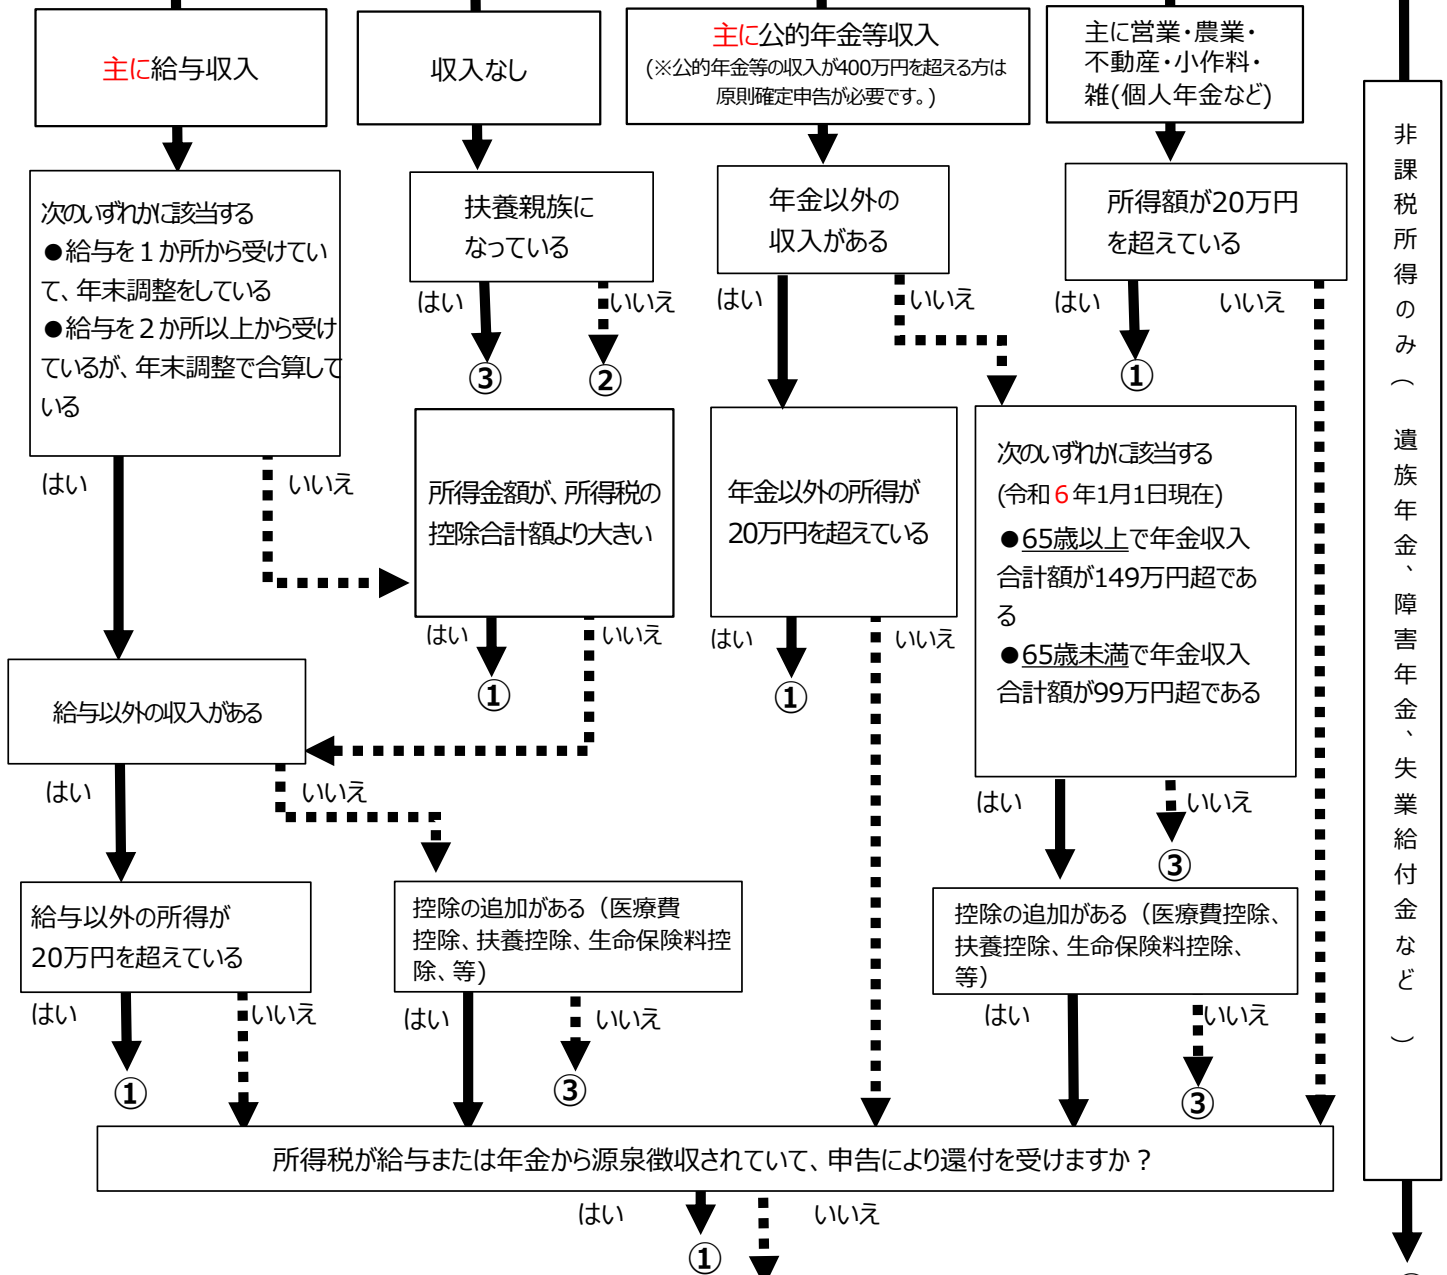 主に給与収入
収入なし
主に公的年金等収入
(※公的年金等の収入が400万円を超える方は
原則確定申告が必要です。)
主に営業・農業・
不動産・小作料・
雑(個人年金など)
非課税所得のみ（ 遺族年金、障害年金、失業給付金など ）
次のいずれかに該当する
●給与を１か所から受けてい
て、年末調整をしている
●給与を２か所以上から受け
ているが、年末調整で合算して
いる
はい
いいえ
扶養親族に
なっている
はい
いいえ
③
②
年金以外の
収入がある
はい
いいえ
所得額が20万円
を超えている
はい
いいえ
①
所得金額が、所得税の
控除合計額より大きい
はい
いいえ
①
年金以外の所得が
20万円を超えている
はい
いいえ
①
次のいずれかに該当する
(令和６年1月1日現在)
●65歳以上で年金収入
合計額が149万円超であ
る
●65歳未満で年金収入
合計額が99万円超である
はい
いいえ
③
給与以外の収入がある
はい
いいえ
給与以外の所得が
20万円を超えている
はい
いいえ
①
控除の追加がある（医療費
控除、扶養控除、生命保険料控
除、等)
はい
いいえ
③
控除の追加がある（医療費控除、
扶養控除、生命保険料控除、
等）
はい
いいえ
③
所得税が給与または年金から源泉徴収されていて、申告により還付を受けますか？
はい
いいえ
①